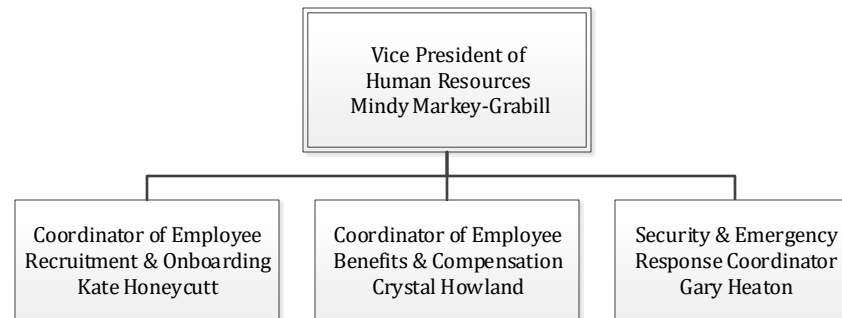 Vice President of
Human Resources
Mindy Markey-Grabill
Coordinator of Employee
Recruitment & Onboarding
Kate Honeycutt
Coordinator of Employee
Benefits & Compensation
Crystal Howland
Security & Emergency
Response Coordinator
Gary Heaton